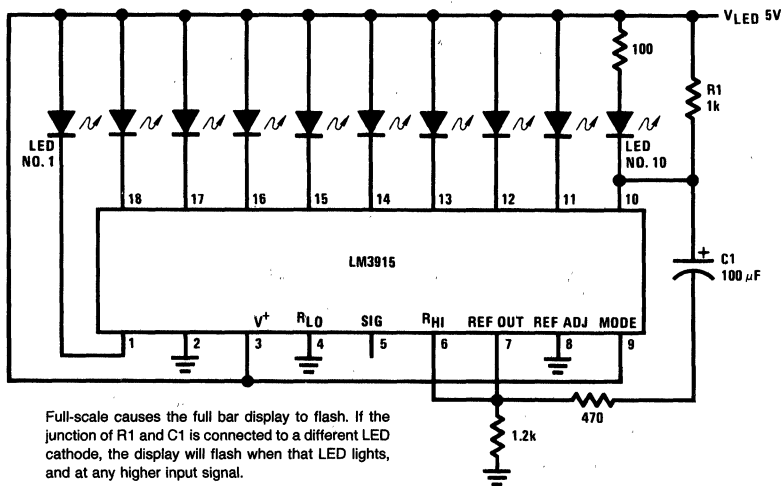 V_LED 5V
100
R1
1k
LED
NO. 1
LED
NO. 10
18 17 16 15 14 13 12 11 10
LM3915
C1
100 μF
+
V+ RLO SIG RHI REF OUT REF ADJ MODE
1 2 3 4 5 6 7 8 9
470
1.2k
Full-scale causes the full bar display to flash. If the
junction of R1 and C1 is connected to a different LED
cathode, the display will flash when that LED lights,
and at any higher input signal.